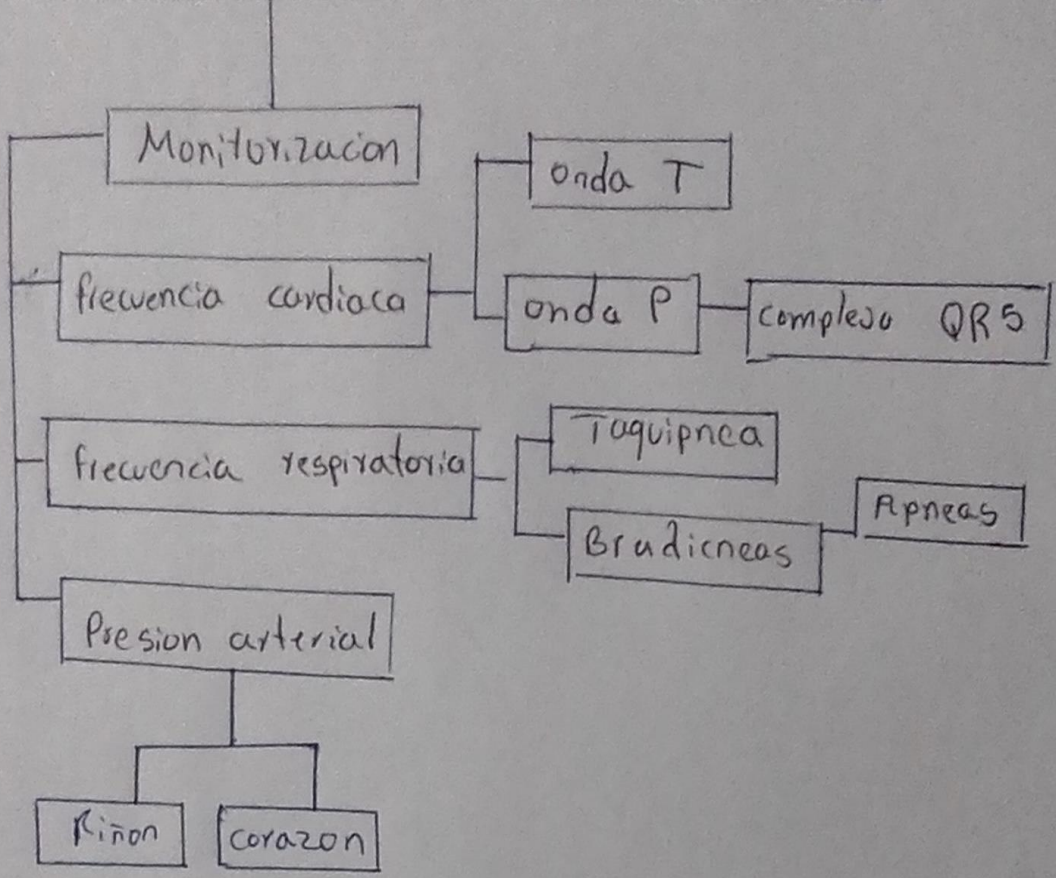 Monitorizacion
onda T
frecuencia cardiaca
onda P
complejo QRS
Taquipnea
frecuencia respiratoria
Apneas
Bradicneas
Presion arterial
Riñon
corazon